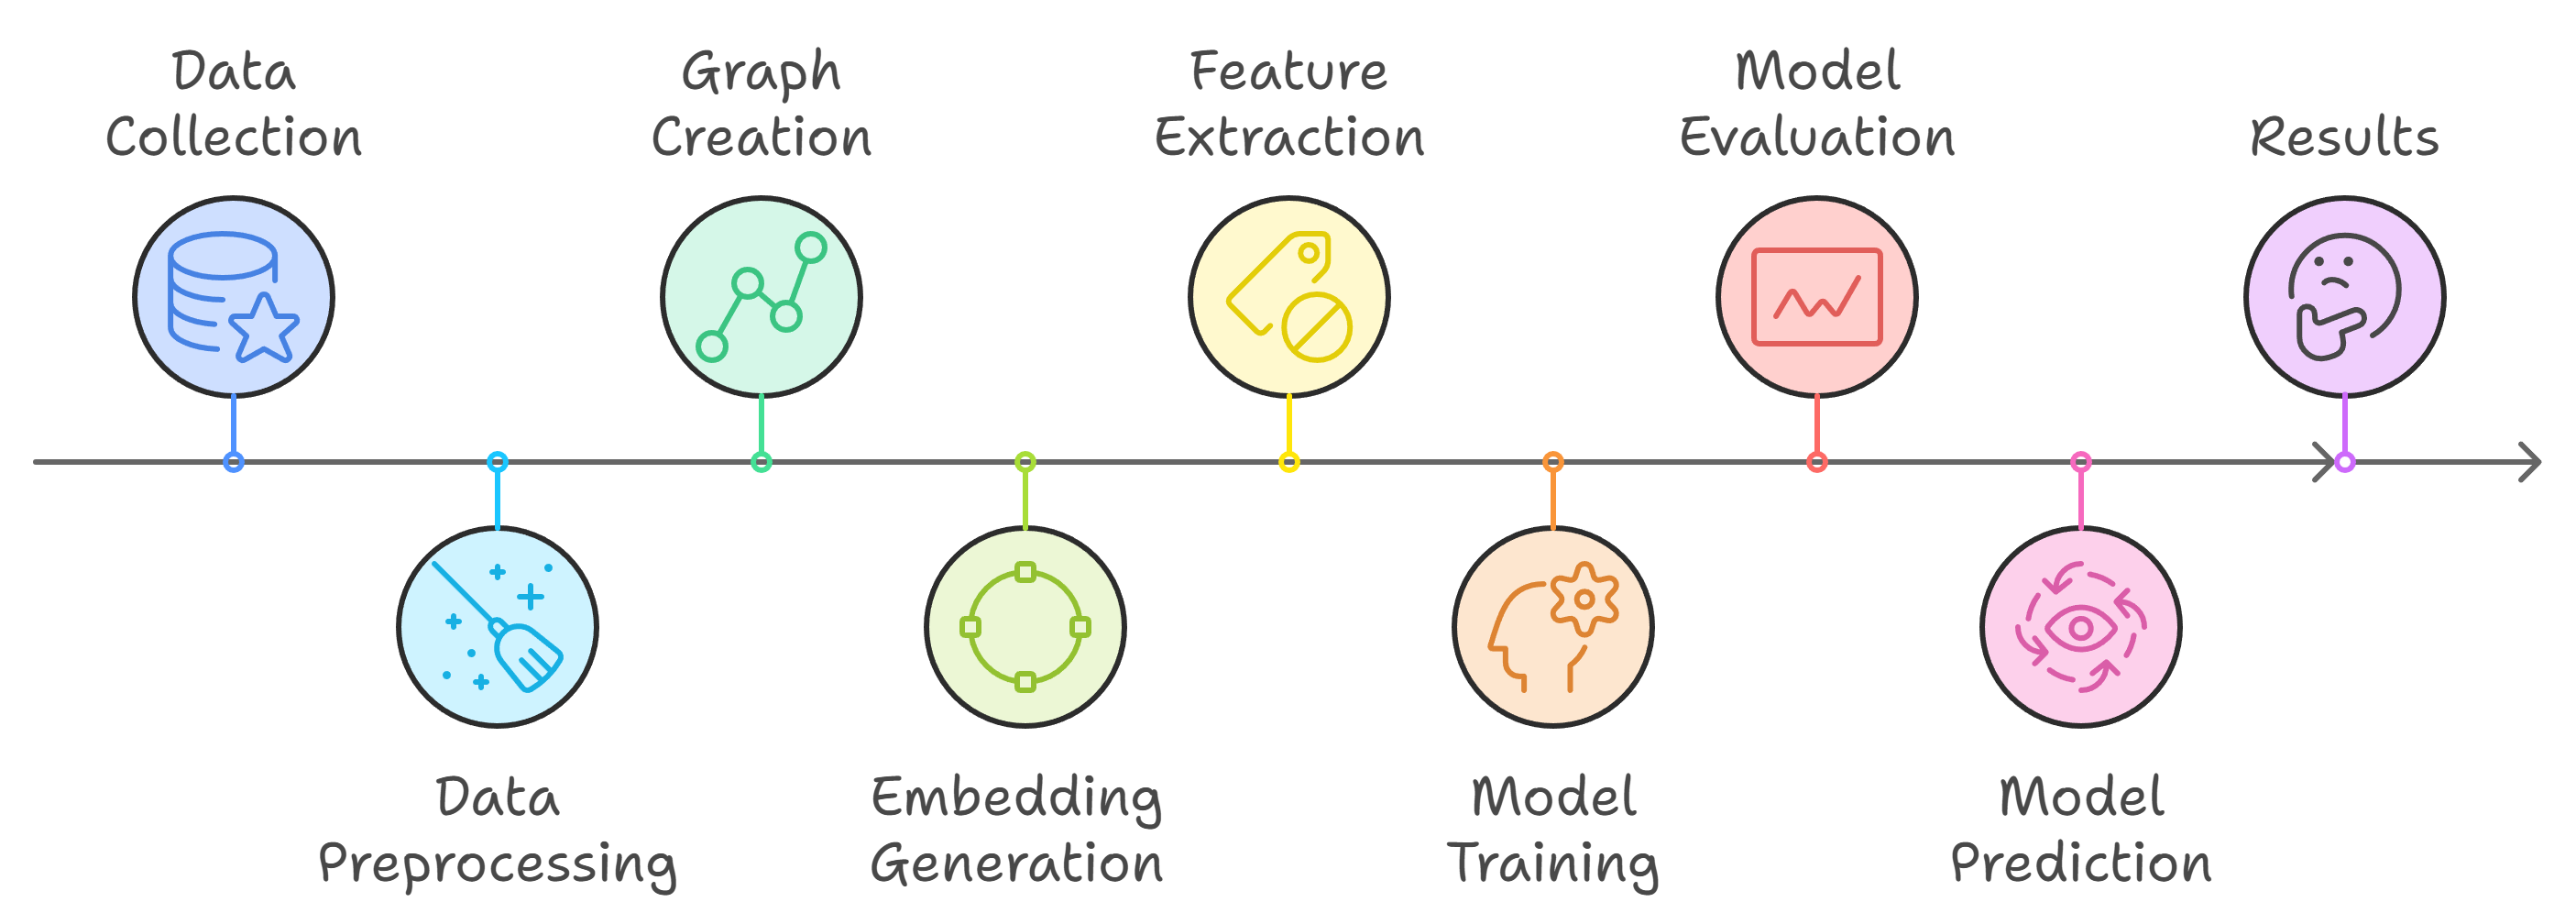 Data
Collection
Graph
Creation
Feature
Extraction
Model
Evaluation
Results
Data
Preprocessing
Embedding
Generation
Model
Training
Model
Prediction